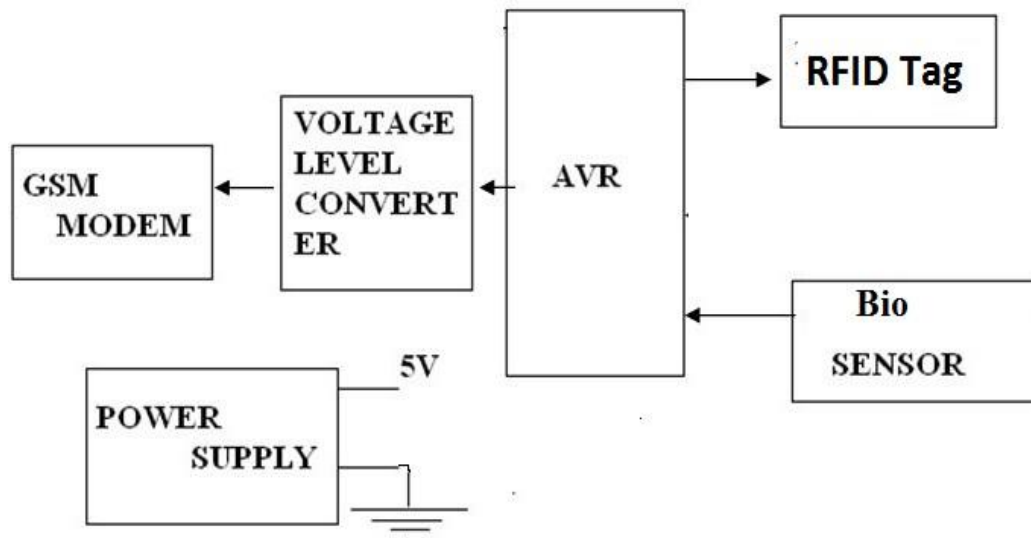 RFID Tag
VOLTAGE
LEVEL
CONVERT
ER
AVR
GSM
MODEM
Bio
SENSOR
5V
POWER
SUPPLY